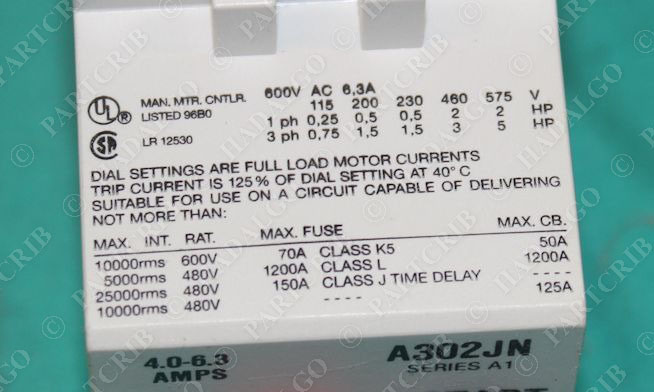 600V AC 6,3A
MAN. MTR. CNTLR. 115 200 230 460 575 V
UL ® LISTED 96B0 1 ph 0,25 0,5 0,5 2 2 HP
SP LR 12530 3 ph 0,75 1,5 1,5 3 5 HP
DIAL SETTINGS ARE FULL LOAD MOTOR CURRENTS
TRIP CURRENT IS 125% OF DIAL SETTING AT 40°C
SUITABLE FOR USE ON A CIRCUIT CAPABLE OF DELIVERING
NOT MORE THAN:
MAX. INT. RAT. MAX. FUSE MAX. CB.
10000rms 600V 70A CLASS K5 50A
5000rms 480V 1200A CLASS L 1200A
25000rms 480V 150A CLASS J TIME DELAY ----
10000rms 480V ---- 125A
4.0-6.3 AMPS
A302JN
SERIES A1
© PARTCRIB HADALGO